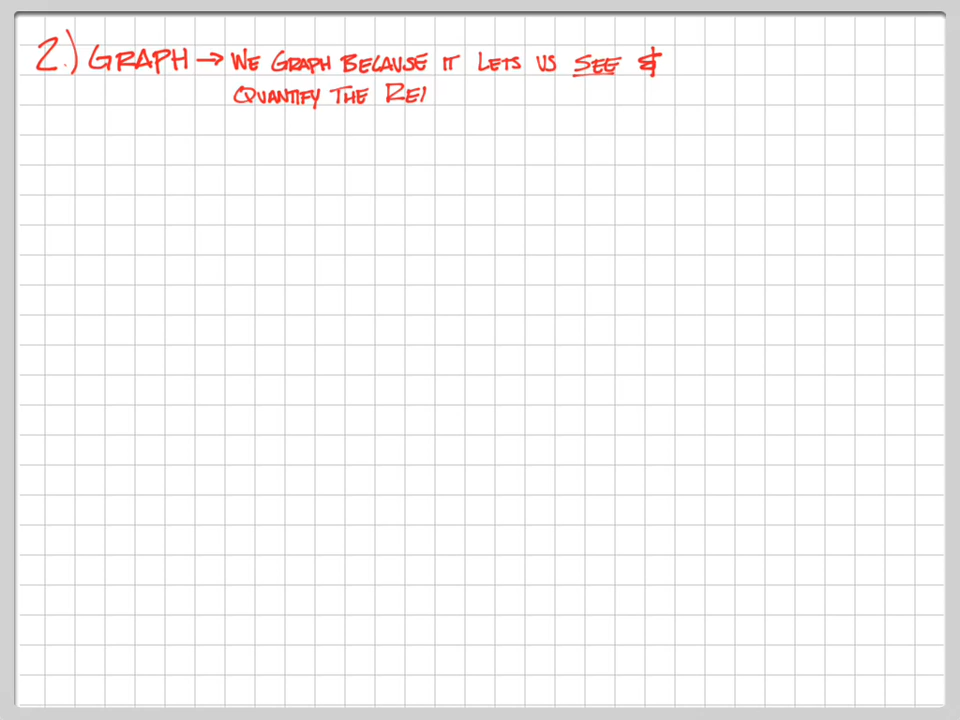 2.) GRAPH → WE GRAPH BECAUSE IT LETS US SEE &
QUANTIFY THE REI